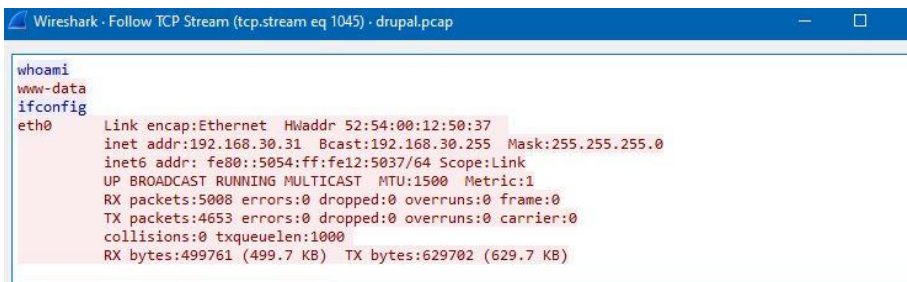 Wireshark · Follow TCP Stream (tcp.stream eq 1045) · drupal.pcap
whoami
www-data
ifconfig
eth0 Link encap:Ethernet HWaddr 52:54:00:12:50:37
inet addr:192.168.30.31 Bcast:192.168.30.255 Mask:255.255.255.0
inet6 addr: fe80::5054:ff:fe12:5037/64 Scope:Link
UP BROADCAST RUNNING MULTICAST MTU:1500 Metric:1
RX packets:5008 errors:0 dropped:0 overruns:0 frame:0
TX packets:4653 errors:0 dropped:0 overruns:0 carrier:0
collisions:0 txqueuelen:1000
RX bytes:499761 (499.7 KB) TX bytes:629702 (629.7 KB)